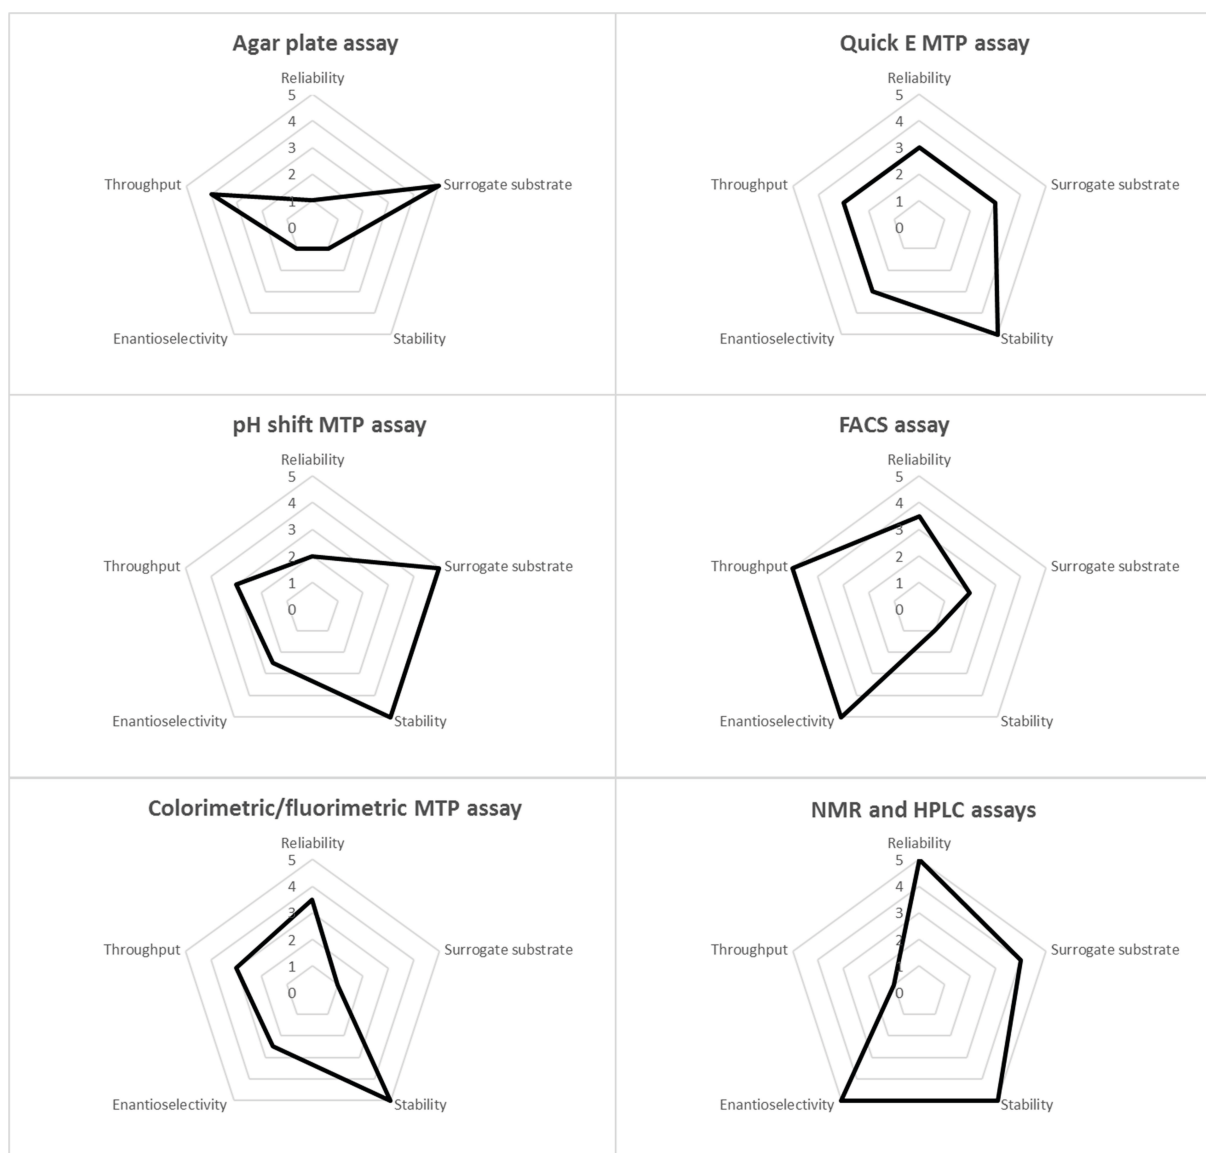 Agar plate assay
Reliability
5
4
3
2
1
0
Throughput
Surrogate substrate
Enantioselectivity
Stability
Quick E MTP assay
Reliability
5
4
3
2
1
0
Throughput
Surrogate substrate
Enantioselectivity
Stability
pH shift MTP assay
Reliability
5
4
3
2
1
0
Throughput
Surrogate substrate
Enantioselectivity
Stability
FACS assay
Reliability
5
4
3
2
1
0
Throughput
Surrogate substrate
Enantioselectivity
Stability
Colorimetric/fluorimetric MTP assay
Reliability
5
4
3
2
1
0
Throughput
Surrogate substrate
Enantioselectivity
Stability
NMR and HPLC assays
Reliability
5
4
3
2
1
0
Throughput
Surrogate substrate
Enantioselectivity
Stability